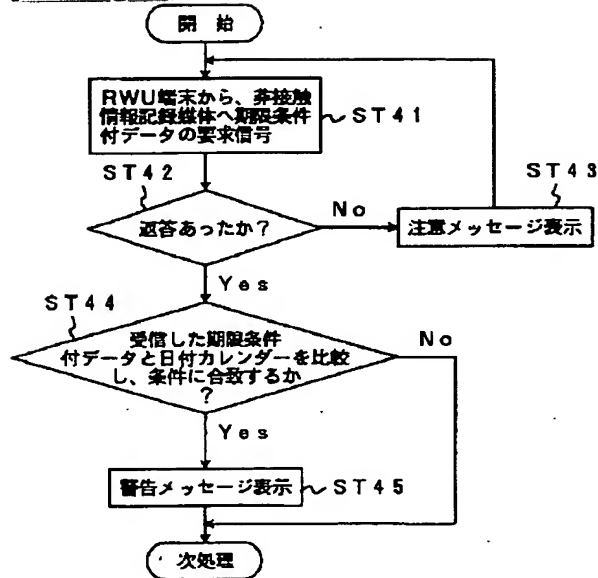 開 始
RWU端末から、非接触
情報記録媒体へ期限条件
付データの要求信号
ST41
ST42
返答あったか?
No
ST43
注意メッセージ表示
Yes
ST44
受信した期限条件
付データと日付カレンダーを比較
し、条件に合致するか
?
No
Yes
警告メッセージ表示
ST45
次処理